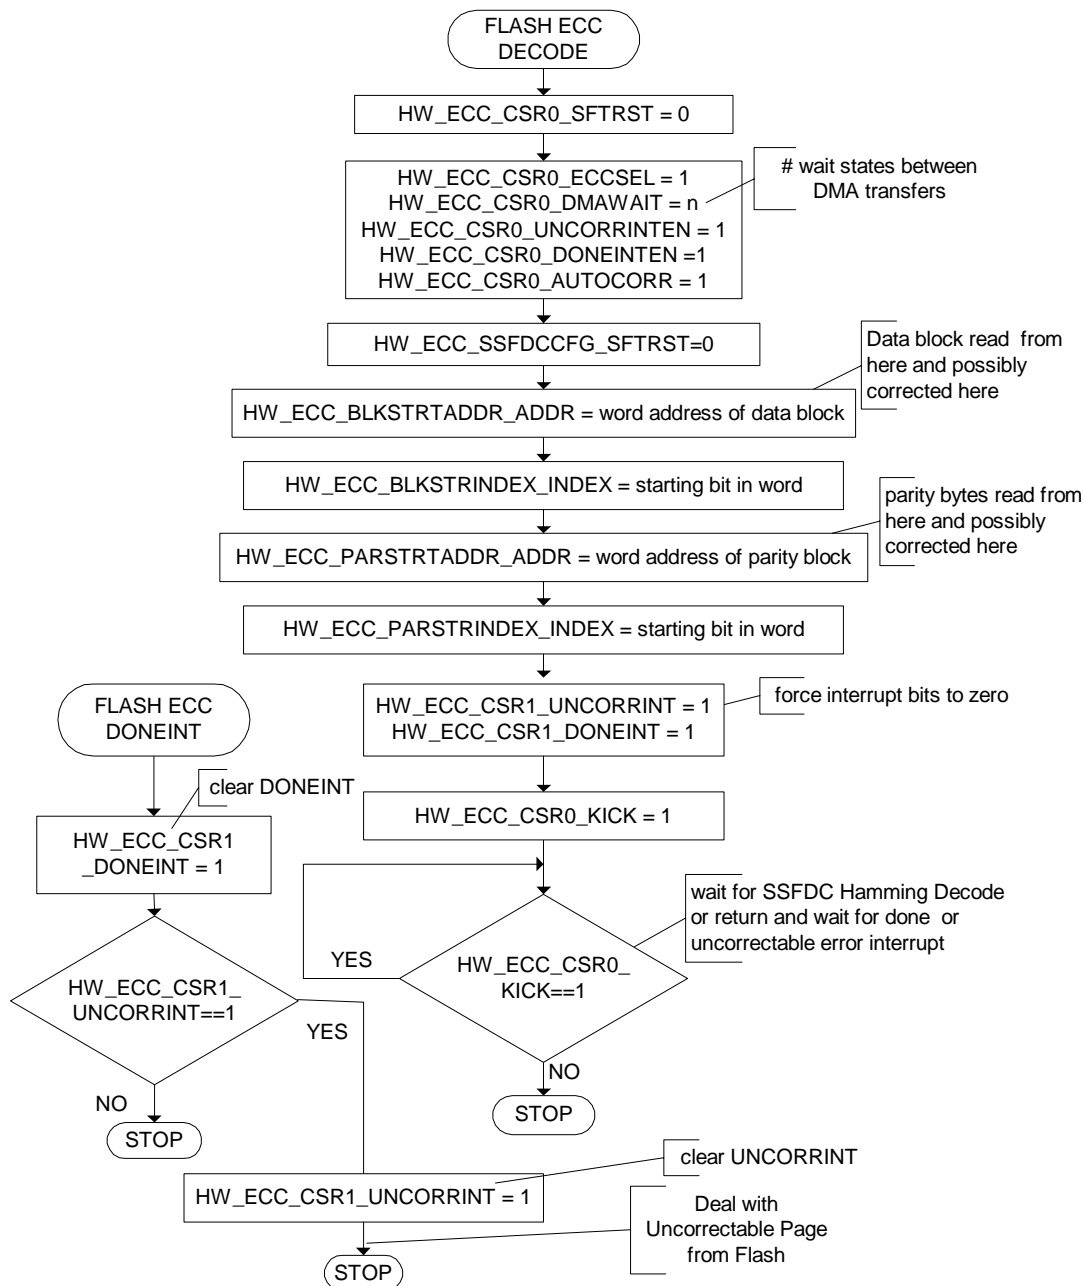 FLASH ECC
DECODE
HW_ECC_CSR0_SFTRST = 0
HW_ECC_CSR0_ECCSEL = 1
HW_ECC_CSR0_DMAWAIT = n
HW_ECC_CSR0_UNCORRINTEN = 1
HW_ECC_CSR0_DONEINTEN =1
HW_ECC_CSR0_AUTOCORR = 1
# wait states between
DMA transfers
HW_ECC_SSFDCCFG_SFTRST=0
Data block read from
here and possibly
corrected here
HW_ECC_BLKSTRTADDR_ADDR = word address of data block
HW_ECC_BLKSTRINDEX_INDEX = starting bit in word
parity bytes read from
here and possibly
corrected here
HW_ECC_PARSTRTADDR_ADDR = word address of parity block
HW_ECC_PARSTRINDEX_INDEX = starting bit in word
HW_ECC_CSR1_UNCORRINT = 1
HW_ECC_CSR1_DONEINT = 1
force interrupt bits to zero
FLASH ECC
DONEINT
clear DONEINT
HW_ECC_CSR1
_DONEINT = 1
HW_ECC_CSR0_KICK = 1
wait for SSFDC Hamming Decode
or return and wait for done or
uncorrectable error interrupt
YES
HW_ECC_CSR0_
KICK==1
NO
STOP
HW_ECC_CSR1_
UNCORRINT==1
YES
NO
STOP
clear UNCORRINT
HW_ECC_CSR1_UNCORRINT = 1
Deal with
Uncorrectable Page
from Flash
STOP